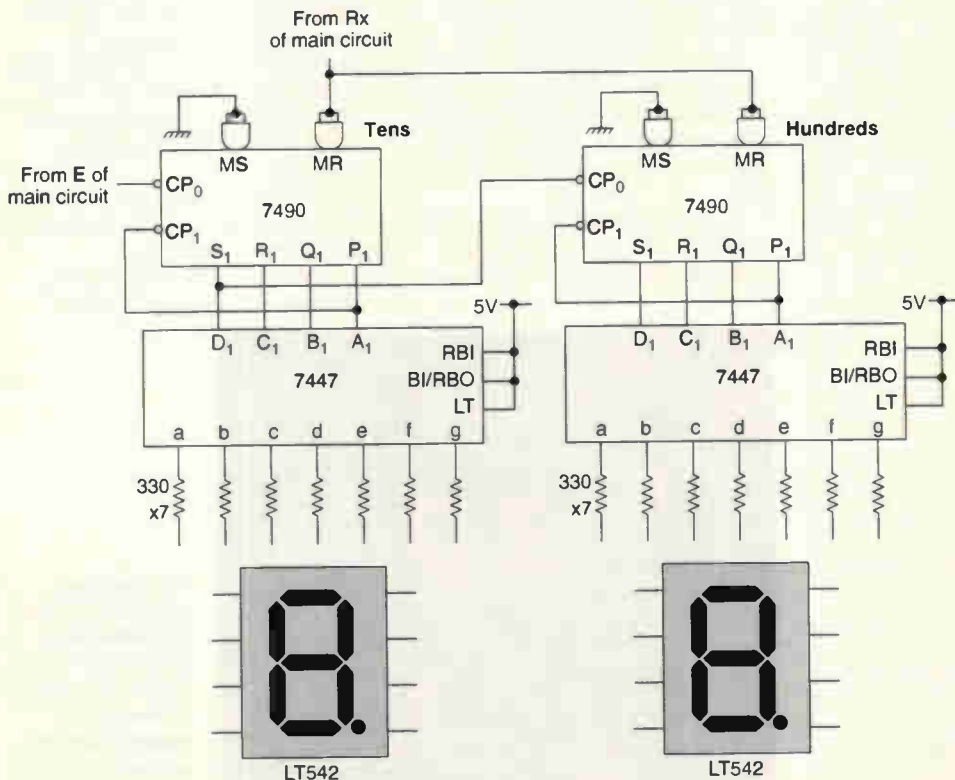 From Rx
of main circuit
Tens
Hundreds
MS
MR
MS
MR
From E of
main circuit
CP₀
7490
CP₁
S₁
R₁
Q₁
P₁
CP₀
7490
CP₁
S₁
R₁
Q₁
P₁
5V
D₁
C₁
B₁
A₁
RBI
7447
BI/RBO
LT
a
b
c
d
e
f
g
5V
D₁
C₁
B₁
A₁
RBI
7447
BI/RBO
LT
a
b
c
d
e
f
g
330
x7
330
x7
8.
8.
LT542
LT542